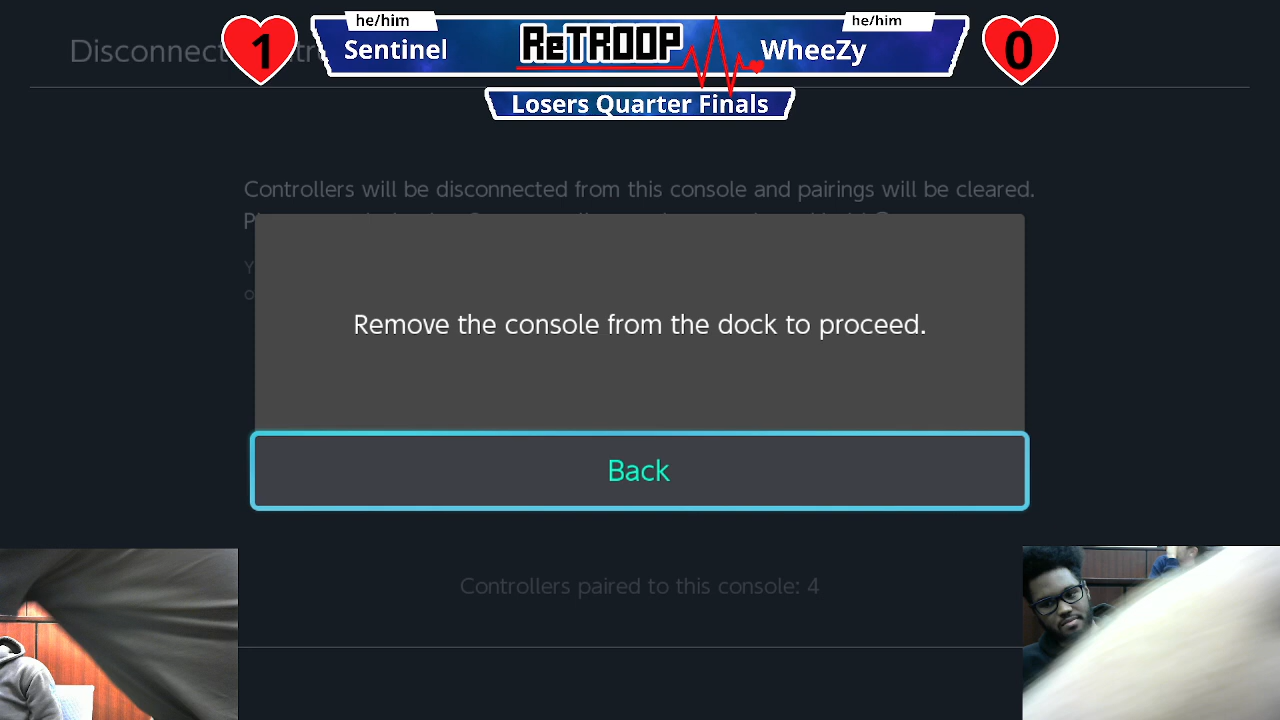 he/him
he/him
1
Sentinel
ReTROOP
WheeZy
0
Disconnect
Losers Quarter Finals
Controllers will be disconnected from this console and pairings will be cleared.
Remove the console from the dock to proceed.
Back
Controllers paired to this console: 4